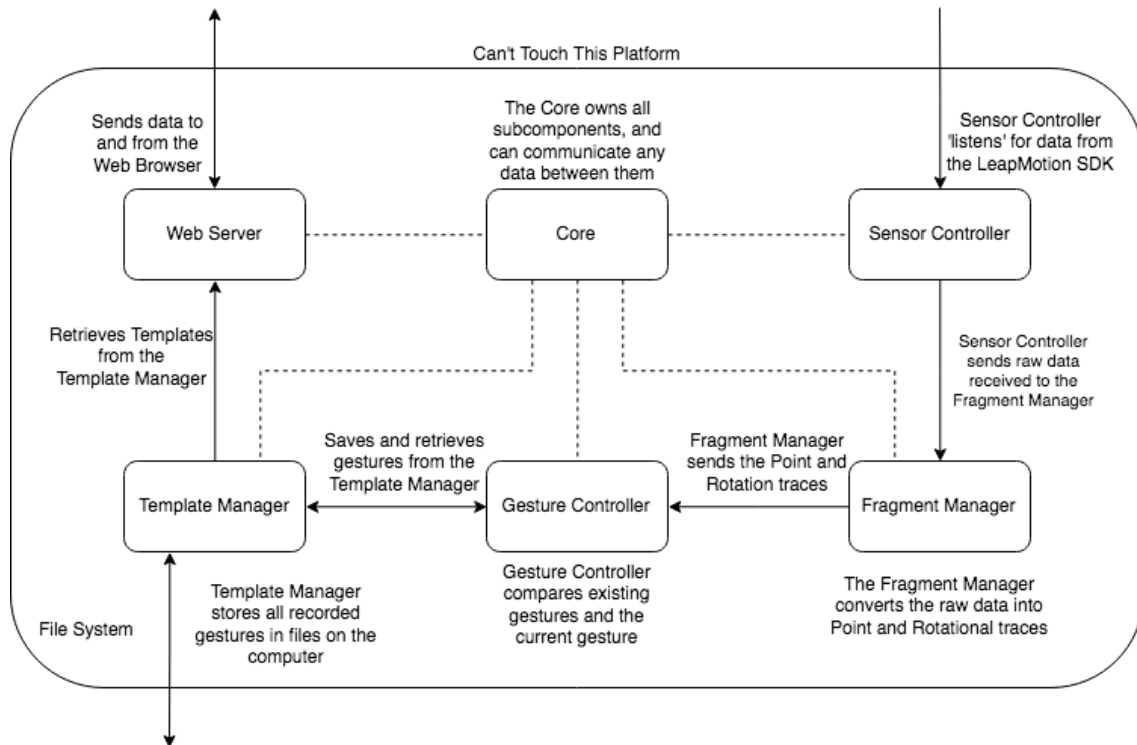 Can't Touch This Platform
Sends data to
and from the
Web Browser
The Core owns all
subcomponents, and
can communicate any
data between them
Sensor Controller
'listens' for data from
the LeapMotion SDK
Web Server
Core
Sensor Controller
Retrieves Templates
from the
Template Manager
Sensor Controller
sends raw data
received to the
Fragment Manager
Saves and retrieves
gestures from the
Template Manager
Fragment Manager
sends the Point and
Rotation traces
Template Manager
Gesture Controller
Fragment Manager
File System
Template Manager
stores all recorded
gestures in files on the
computer
Gesture Controller
compares existing
gestures and the
current gesture
The Fragment Manager
converts the raw data into
Point and Rotational traces